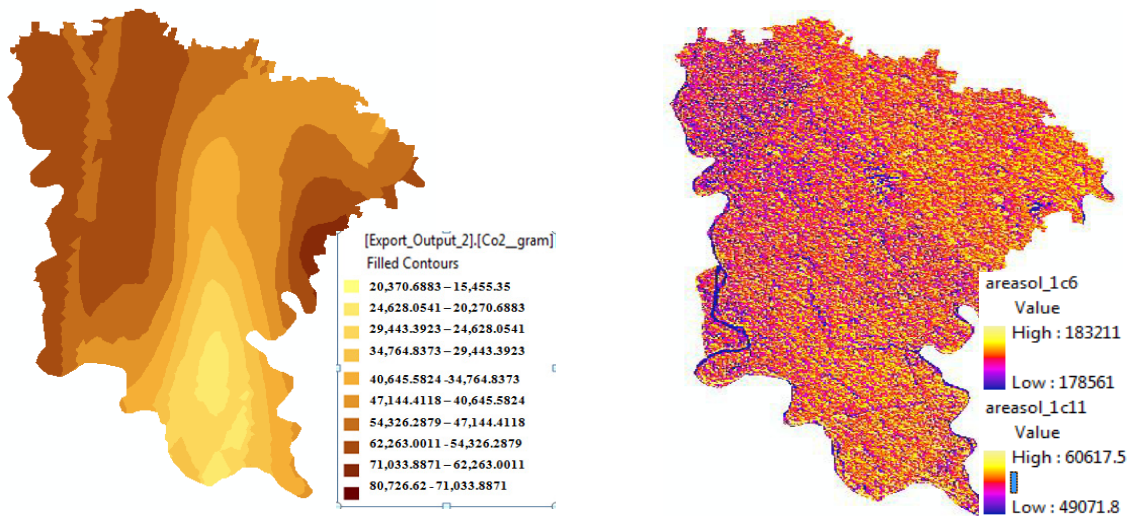 [Export_Output_2].[Co2__gram]
Filled Contours
20,370.6883 – 15,455.35
24,628.0541 – 20,270.6883
29,443.3923 – 24,628.0541
34,764.8373 – 29,443.3923
40,645.5824 -34,764.8373
47,144.4118 – 40,645.5824
54,326.2879 – 47,144.4118
62,263.0011 - 54,326.2879
71,033.8871 – 62,263.0011
80,726.62 - 71,033.8871
areasol_1c6
Value
High : 183211
Low : 178561
areasol_1c11
Value
High : 60617.5
Low : 49071.8